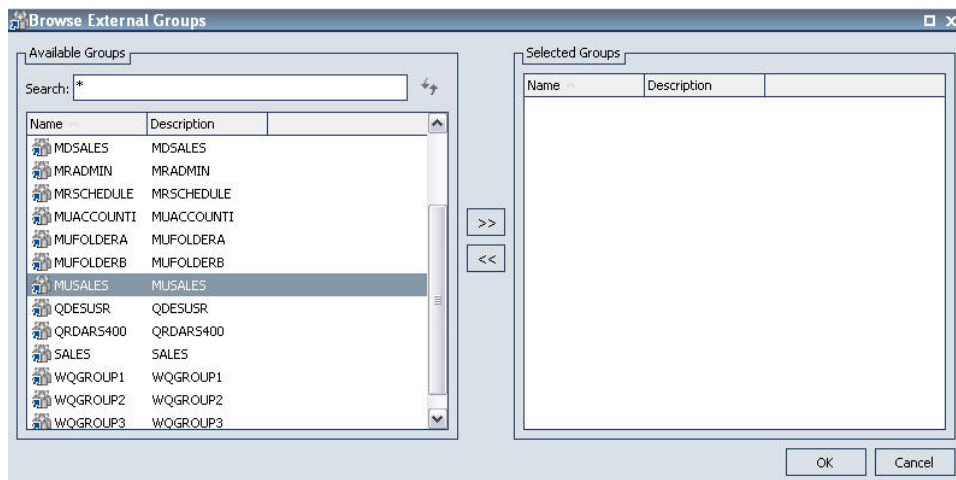 Browse External Groups
Available Groups
Search: *
Name Description
MDSALES MDSALES
MRADMIN MRADMIN
MRSCHEDULE MRSCHEDULE
MUACCOUNTI MUACCOUNTI
MUFOLDERA MUFOLDERA
MUFOLDERB MUFOLDERB
MUSALES MUSALES
QDESUSR QDESUSR
QRDARS400 QRDARS400
SALES SALES
WQGROUP1 WQGROUP1
WQGROUP2 WQGROUP2
WQGROUP3 WQGROUP3
>>
<<
Selected Groups
Name Description
OK Cancel